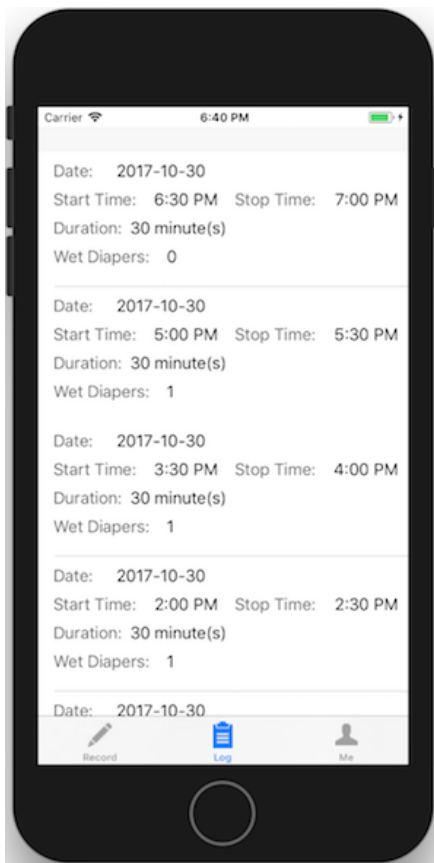 Carrier 6:40 PM
Date: 2017-10-30
Start Time: 6:30 PM Stop Time: 7:00 PM
Duration: 30 minute(s)
Wet Diapers: 0
Date: 2017-10-30
Start Time: 5:00 PM Stop Time: 5:30 PM
Duration: 30 minute(s)
Wet Diapers: 1
Date: 2017-10-30
Start Time: 3:30 PM Stop Time: 4:00 PM
Duration: 30 minute(s)
Wet Diapers: 1
Date: 2017-10-30
Start Time: 2:00 PM Stop Time: 2:30 PM
Duration: 30 minute(s)
Wet Diapers: 1
Date: 2017-10-30
Record Log Me